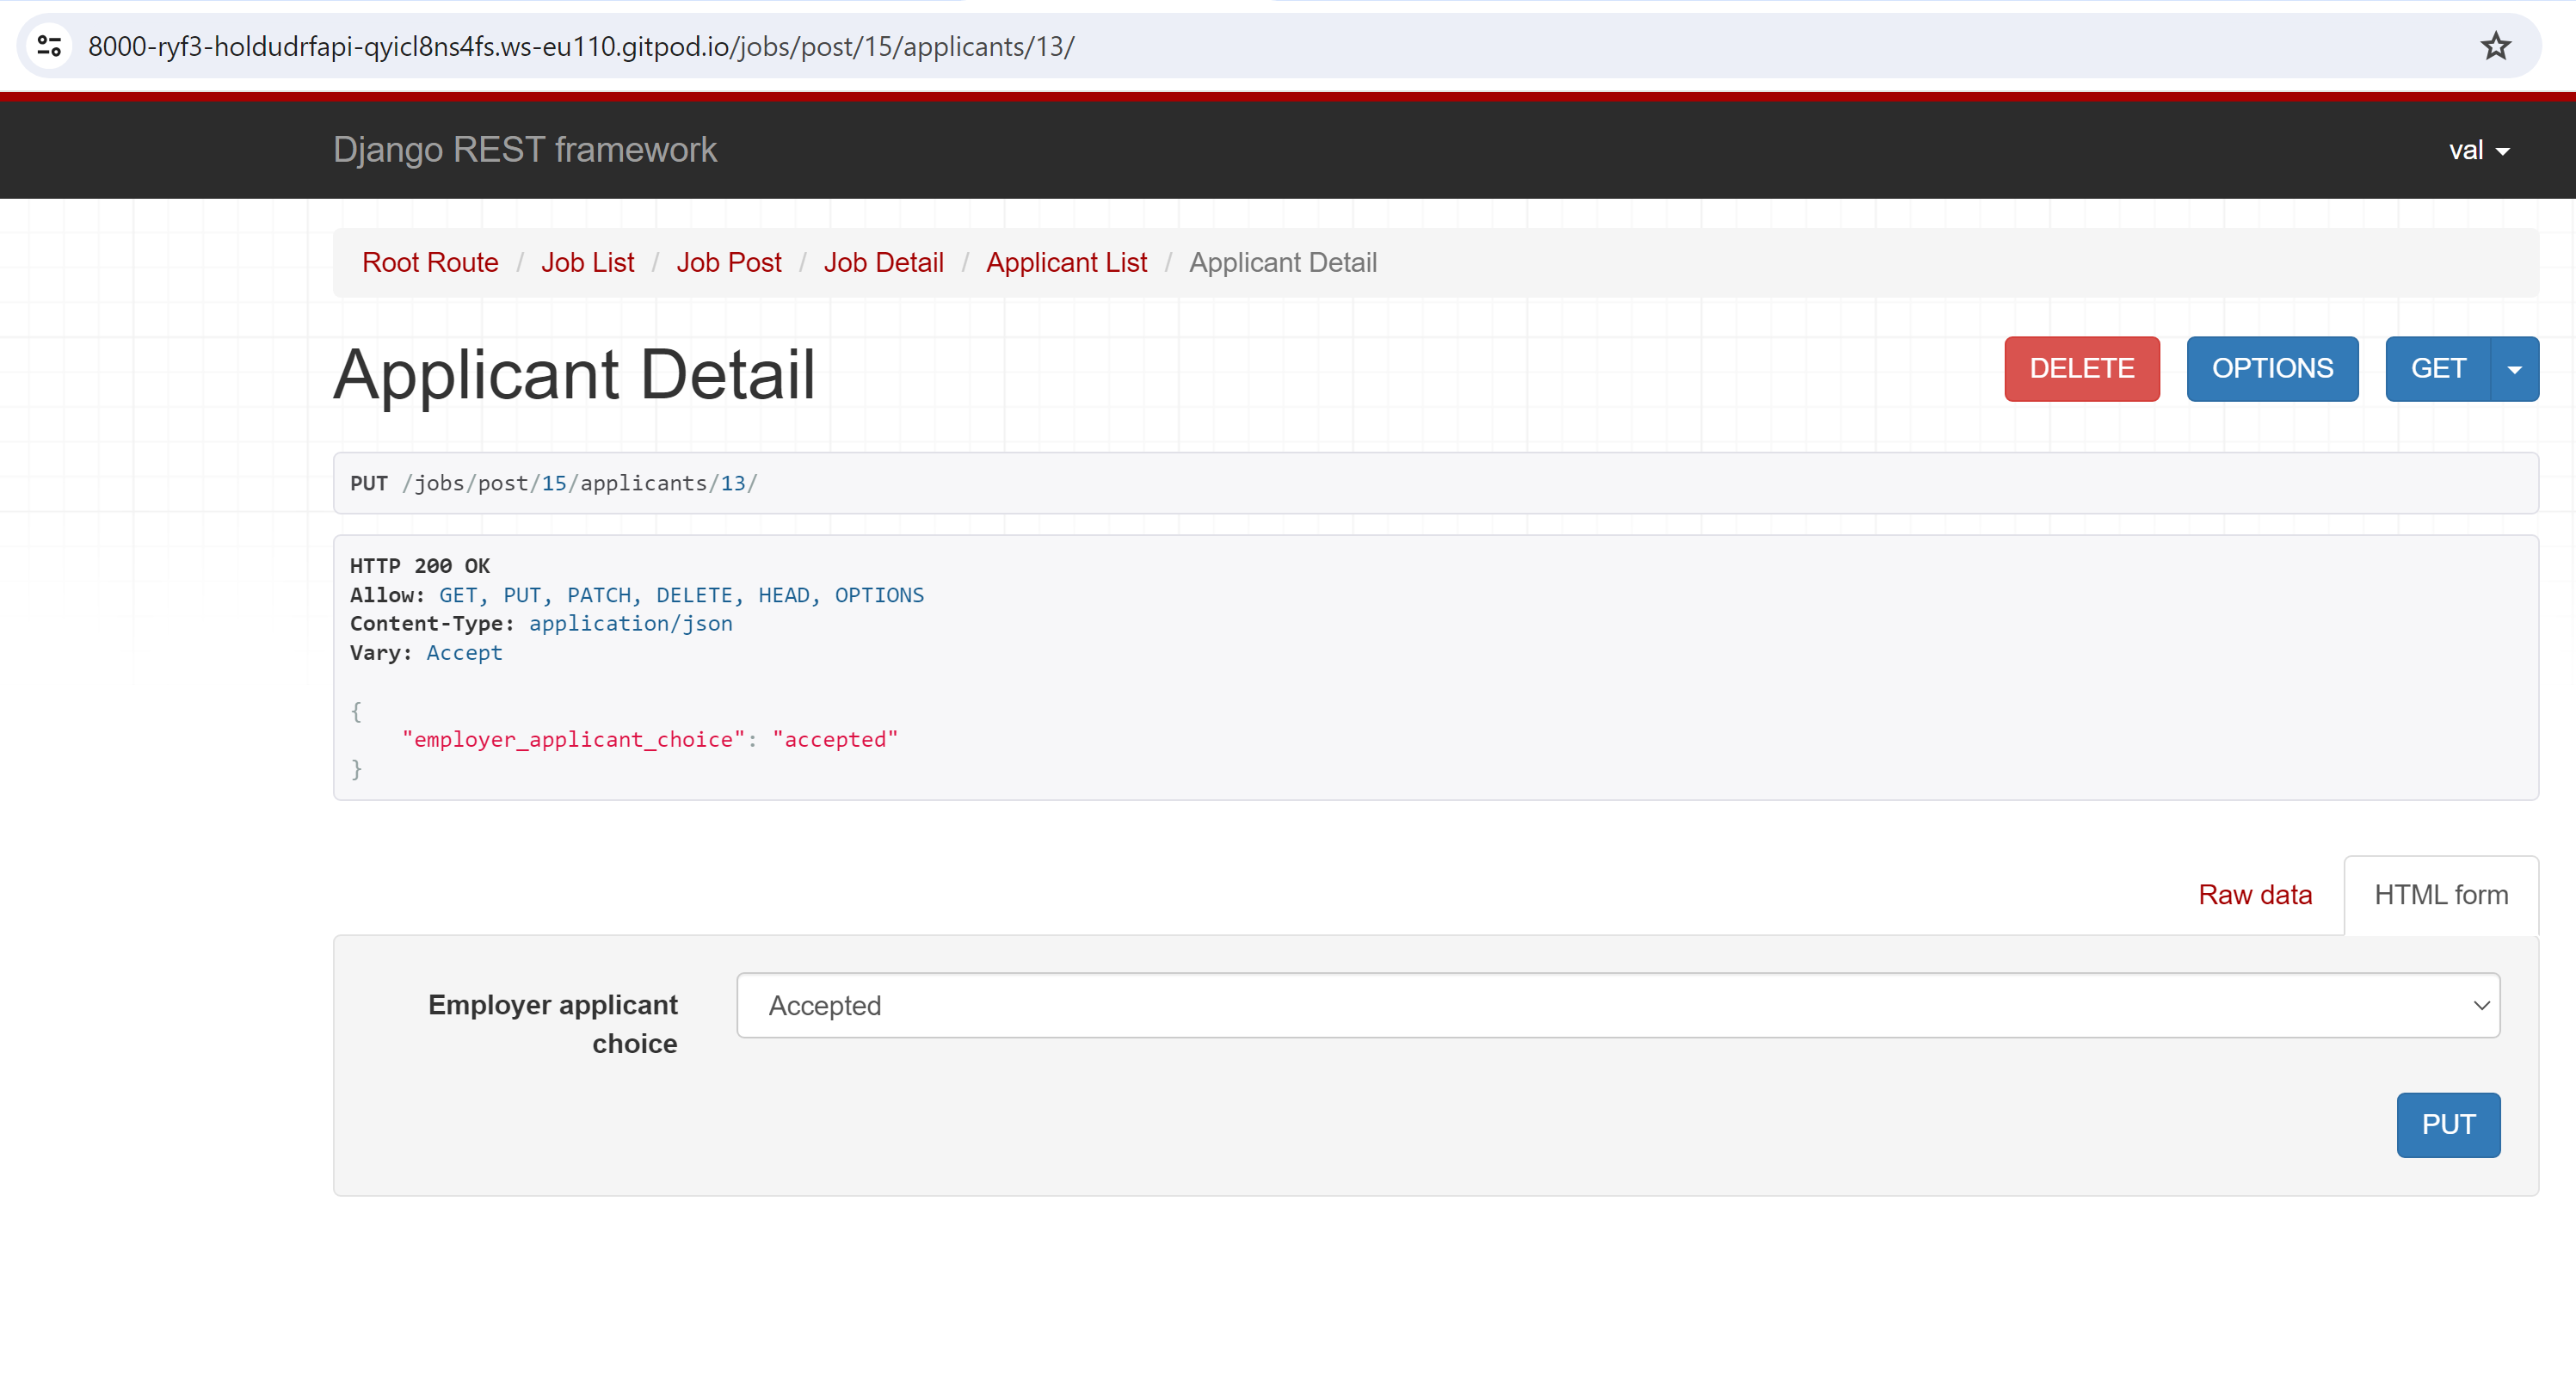 8000-ryf3-holdudrfapi-qyicl8ns4fs.ws-eu110.gitpod.io/jobs/post/15/applicants/13/
Django REST framework
val
Root Route / Job List / Job Post / Job Detail / Applicant List / Applicant Detail
Applicant Detail
DELETE
OPTIONS
GET
PUT /jobs/post/15/applicants/13/
HTTP 200 OK
Allow: GET, PUT, PATCH, DELETE, HEAD, OPTIONS
Content-Type: application/json
Vary: Accept
{
    "employer_applicant_choice": "accepted"
}
Raw data
HTML form
Employer applicant
choice
Accepted
PUT